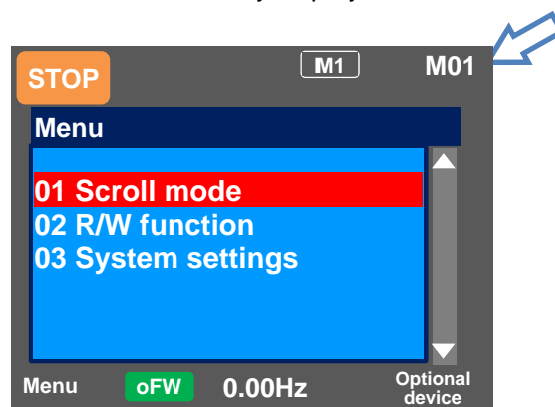 STOP M1 M01
Menu
01 Scroll mode
02 R/W function
03 System settings
Menu oFW 0.00Hz Optional
device